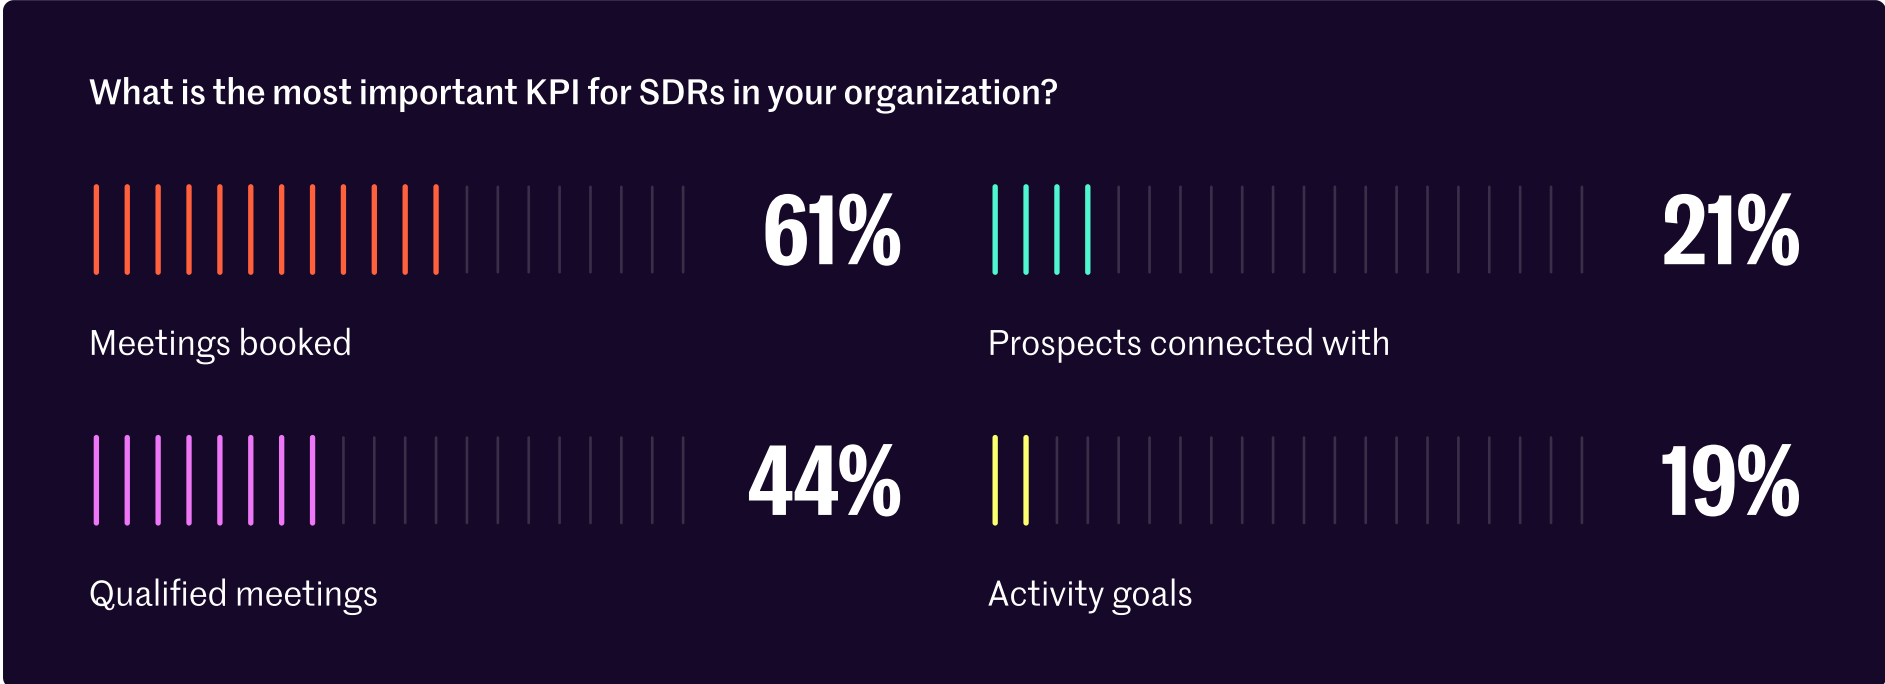 What is the most important KPI for SDRs in your organization?
61%
Meetings booked
21%
Prospects connected with
44%
Qualified meetings
19%
Activity goals